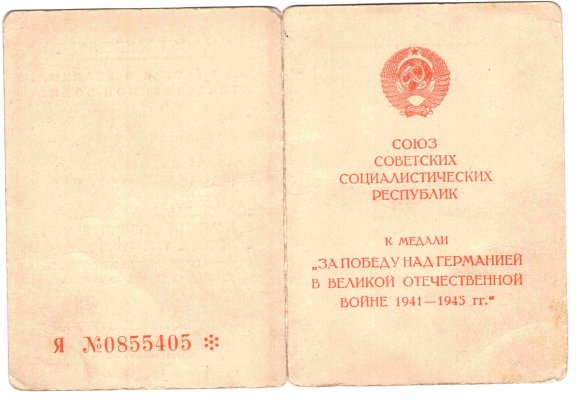 Я №0855405 *
СОЮЗ
СОВЕТСКИХ
СОЦИАЛИСТИЧЕСКИХ
РЕСПУБЛИК
К МЕДАЛИ
„ЗА ПОБЕДУ НАД ГЕРМАНИЕЙ
В ВЕЛИКОЙ ОТЕЧЕСТВЕННОЙ
ВОЙНЕ 1941—1945 гг.“